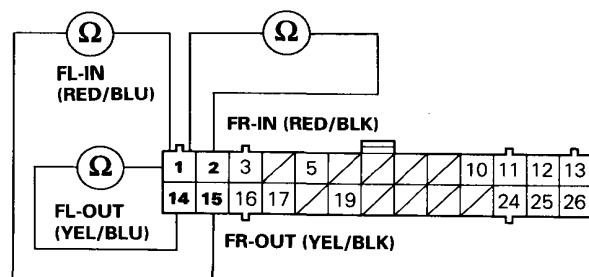 Ω Ω
FL-IN
(RED/BLU)
FR-IN (RED/BLK)
Ω
1 2 3 5 10 11 12 13
14 15 16 17 19 24 25 26
FL-OUT
(YEL/BLU)
FR-OUT (YEL/BLK)